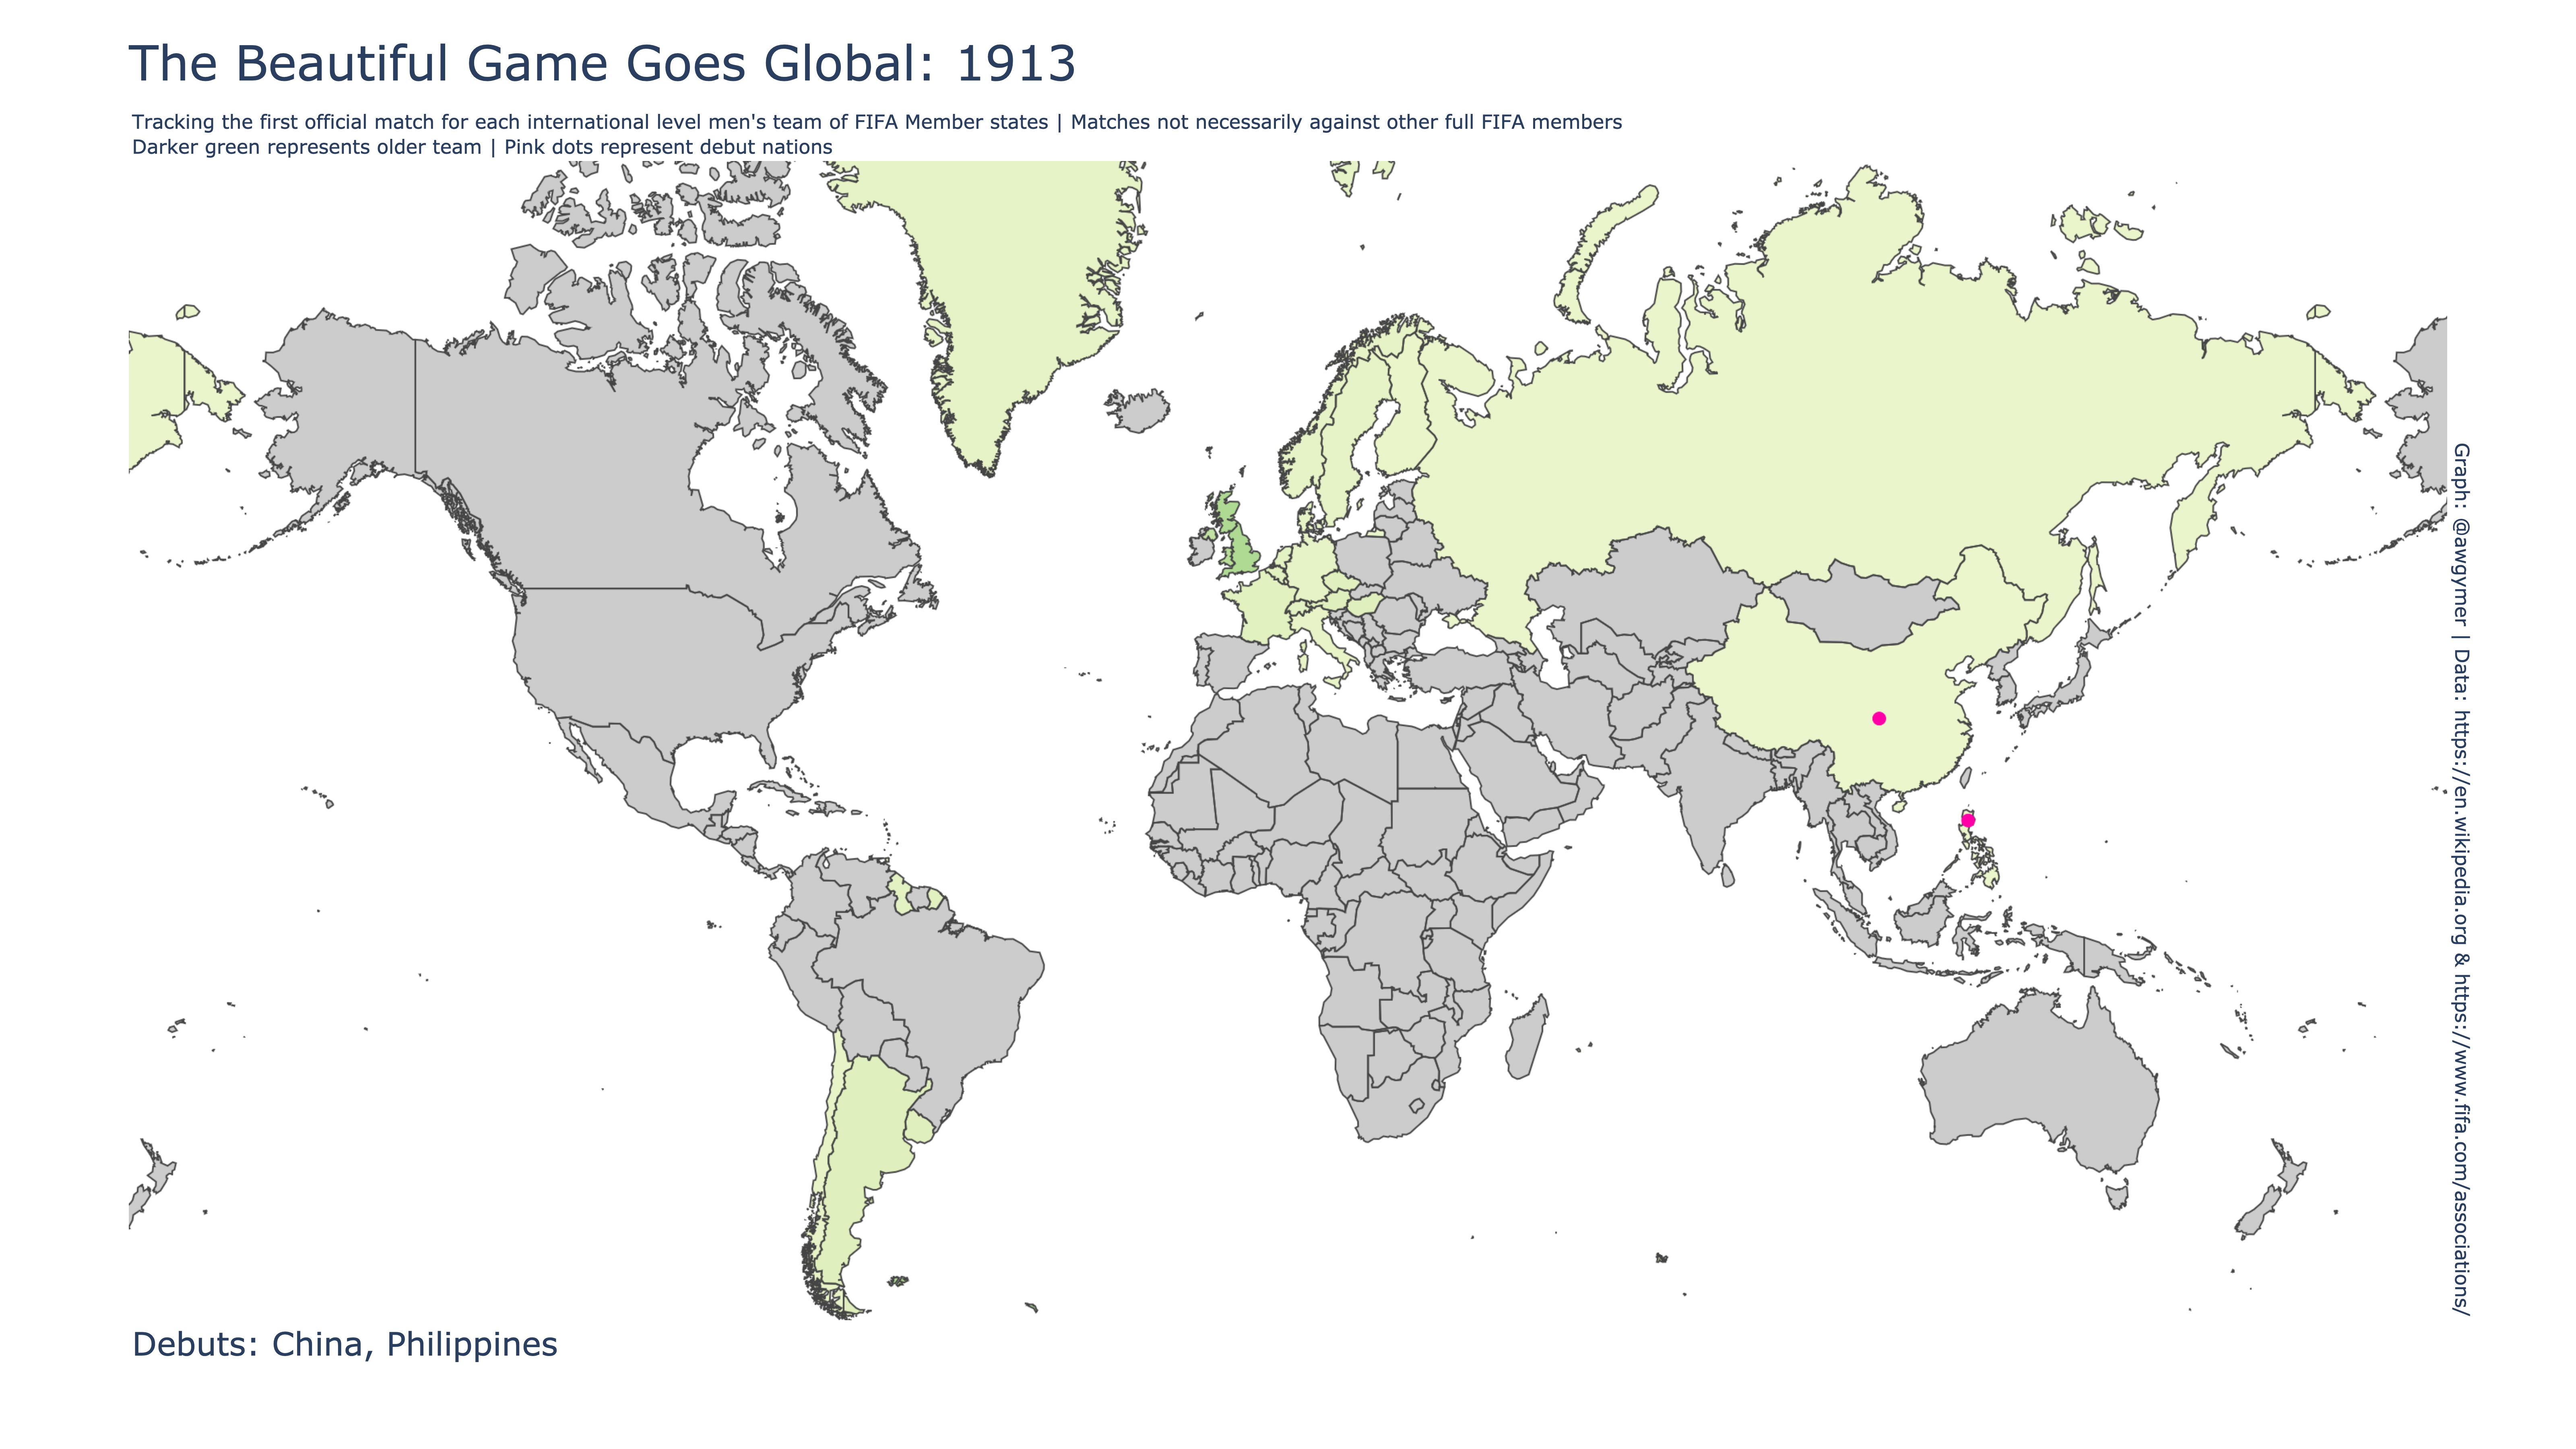 The Beautiful Game Goes Global: 1913
Tracking the first official match for each international level men's team of FIFA Member states | Matches not necessarily against other full FIFA members
Darker green represents older team | Pink dots represent debut nations
Graph: @awgymer | Data: https://en.wikipedia.org & https://www.fifa.com/associations/
Debuts: China, Philippines